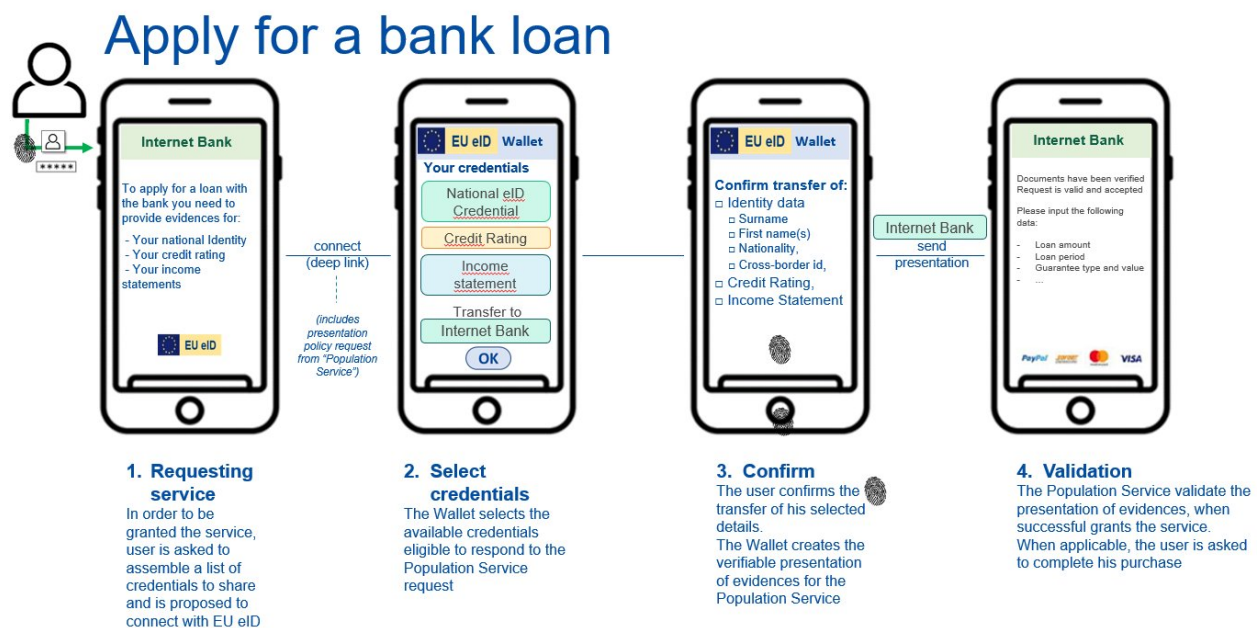 Apply for a bank loan
*****
Internet Bank
To apply for a loan with
the bank you need to
provide evidences for:
- Your national Identity
- Your credit rating
- Your income
statements
EU eID
connect
(deep link)
(includes
presentation
policy request
from "Population
Service")
EU eID Wallet
Your credentials
National eID
Credential
Credit Rating
Income
statement
Transfer to
Internet Bank
OK
EU eID Wallet
Confirm transfer of:
□ Identity data
□ Surname
□ First name(s)
□ Nationality,
□ Cross-border id,
□ Credit Rating,
□ Income Statement
Internet Bank
send
presentation
Internet Bank
Documents have been verified
Request is valid and accepted
Please input the following
data:
- Loan amount
- Loan period
- Guarantee type and value
- ...
PayPal
VISA
1. Requesting
service
In order to be
granted the service,
user is asked to
assemble a list of
credentials to share
and is proposed to
connect with EU eID
2. Select
credentials
The Wallet selects the
available credentials
eligible to respond to the
Population Service
request
3. Confirm
The user confirms the
transfer of his selected
details.
The Wallet creates the
verifiable presentation
of evidences for the
Population Service
4. Validation
The Population Service validate the
presentation of evidences, when
successful grants the service.
When applicable, the user is asked
to complete his purchase